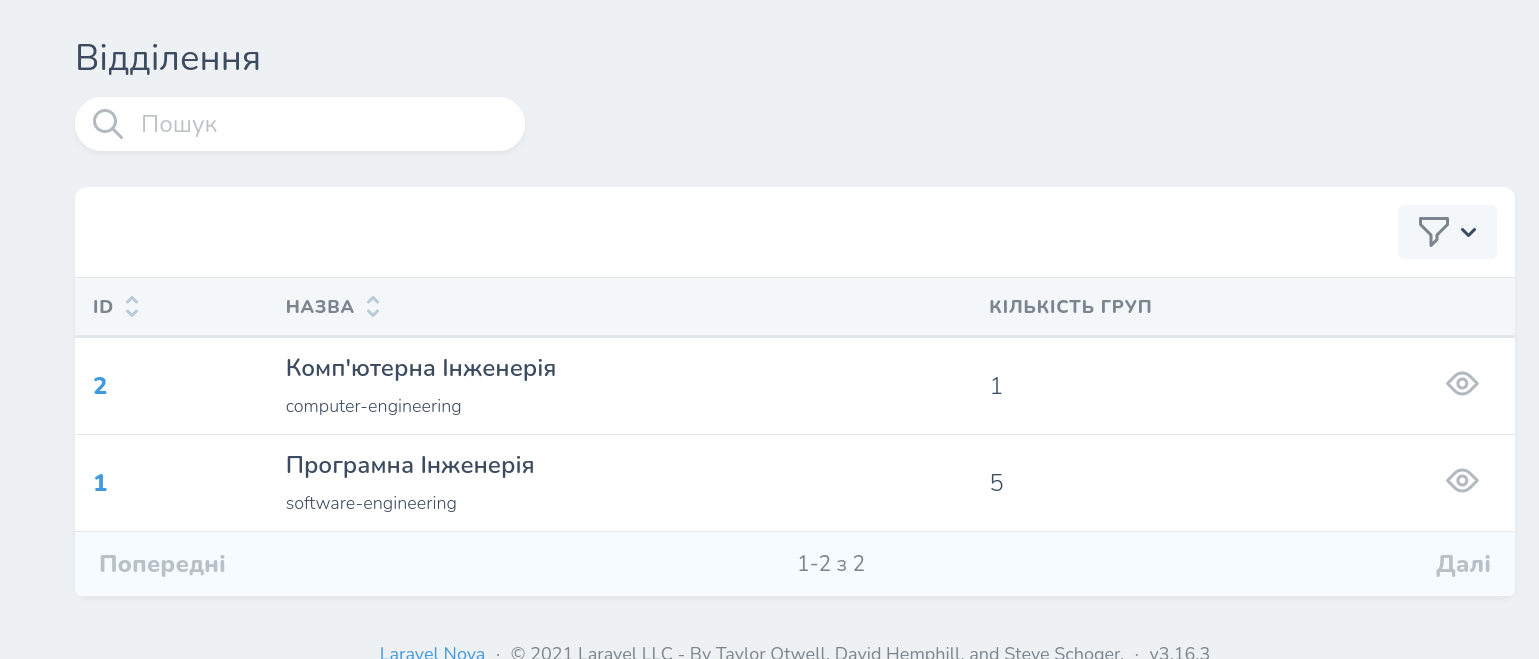 Відділення
Пошук
ID НАЗВА КІЛЬКІСТЬ ГРУП
2 Комп'ютерна Інженерія 1
computer-engineering
1 Програмна Інженерія 5
software-engineering
Попередні 1-2 з 2 Далі
Laravel Nova · © 2021 Laravel LLC - By Taylor Otwell, David Hemphill, and Steve Schoger. · v3.16.3